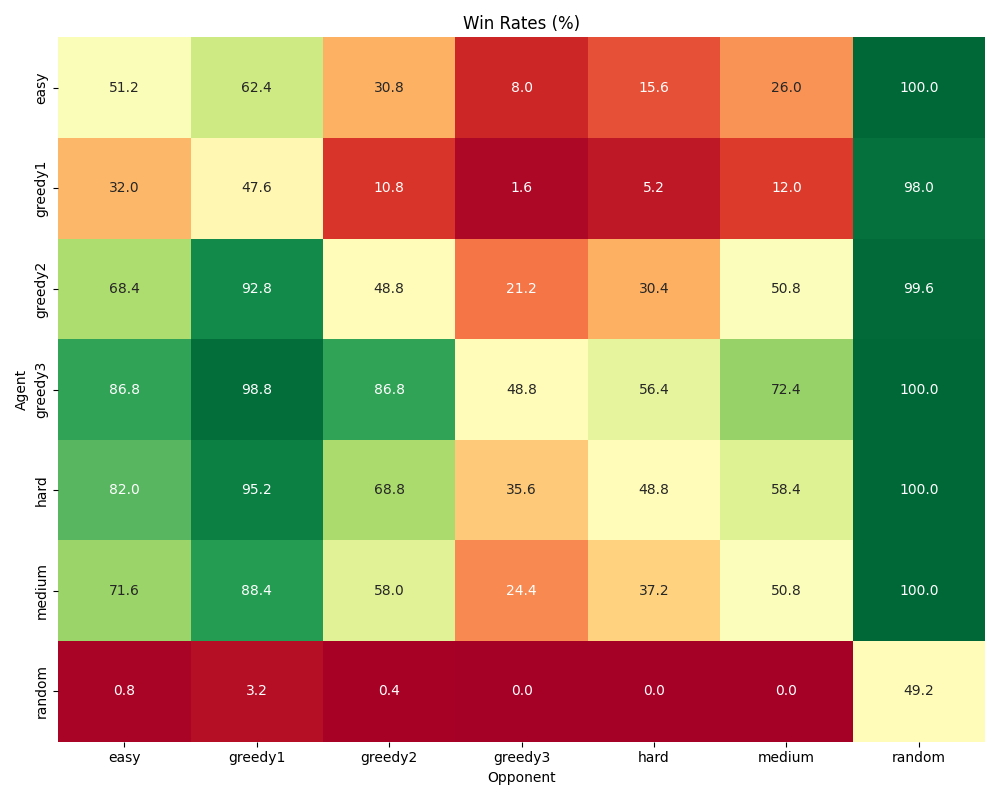 Win Rates (%)
easy 51.2 62.4 30.8 8.0 15.6 26.0 100.0
greedy1 32.0 47.6 10.8 1.6 5.2 12.0 98.0
greedy2 68.4 92.8 48.8 21.2 30.4 50.8 99.6
Agent
greedy3 86.8 98.8 86.8 48.8 56.4 72.4 100.0
hard 82.0 95.2 68.8 35.6 48.8 58.4 100.0
medium 71.6 88.4 58.0 24.4 37.2 50.8 100.0
random 0.8 3.2 0.4 0.0 0.0 0.0 49.2
easy greedy1 greedy2 greedy3 hard medium random
Opponent